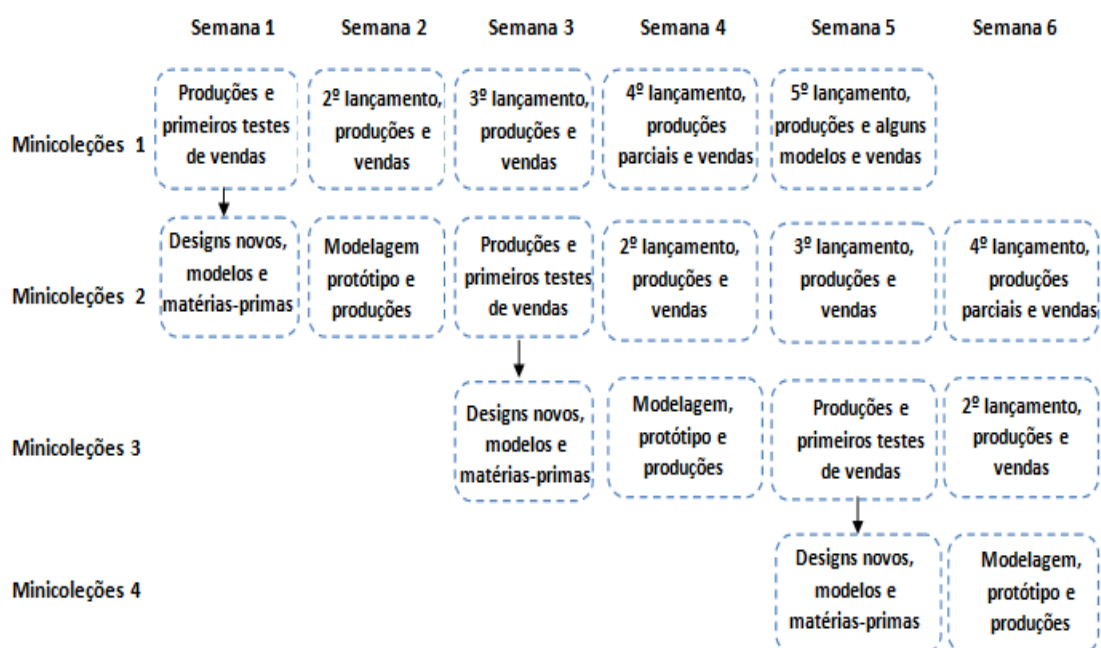 Semana 1 Semana 2 Semana 3 Semana 4 Semana 5 Semana 6
Minicoleções 1
Produções e
primeiros testes
de vendas
2º lançamento,
produções e
vendas
3º lançamento,
produções e
vendas
4º lançamento,
produções
parciais e vendas
5º lançamento,
produções e alguns
modelos e vendas
Minicoleções 2
Designs novos,
modelos e
matérias-primas
Modelagem
protótipo e
produções
Produções e
primeiros testes
de vendas
2º lançamento,
produções e
vendas
3º lançamento,
produções e
vendas
4º lançamento,
produções
parciais e vendas
Minicoleções 3
Designs novos,
modelos e
matérias-primas
Modelagem,
protótipo e
produções
Produções e
primeiros testes
de vendas
2º lançamento,
produções e
vendas
Minicoleções 4
Designs novos,
modelos e
matérias-primas
Modelagem,
protótipo e
produções